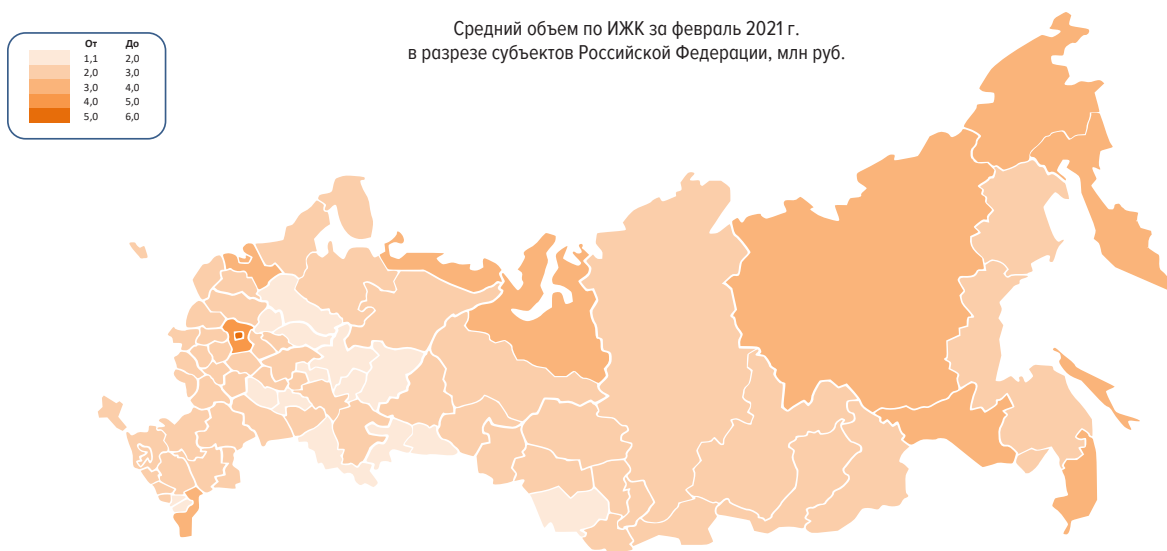 Средний объем по ИЖК за февраль 2021 г.
в разрезе субъектов Российской Федерации, млн руб.
От До
1,1 2,0
2,0 3,0
3,0 4,0
4,0 5,0
5,0 6,0